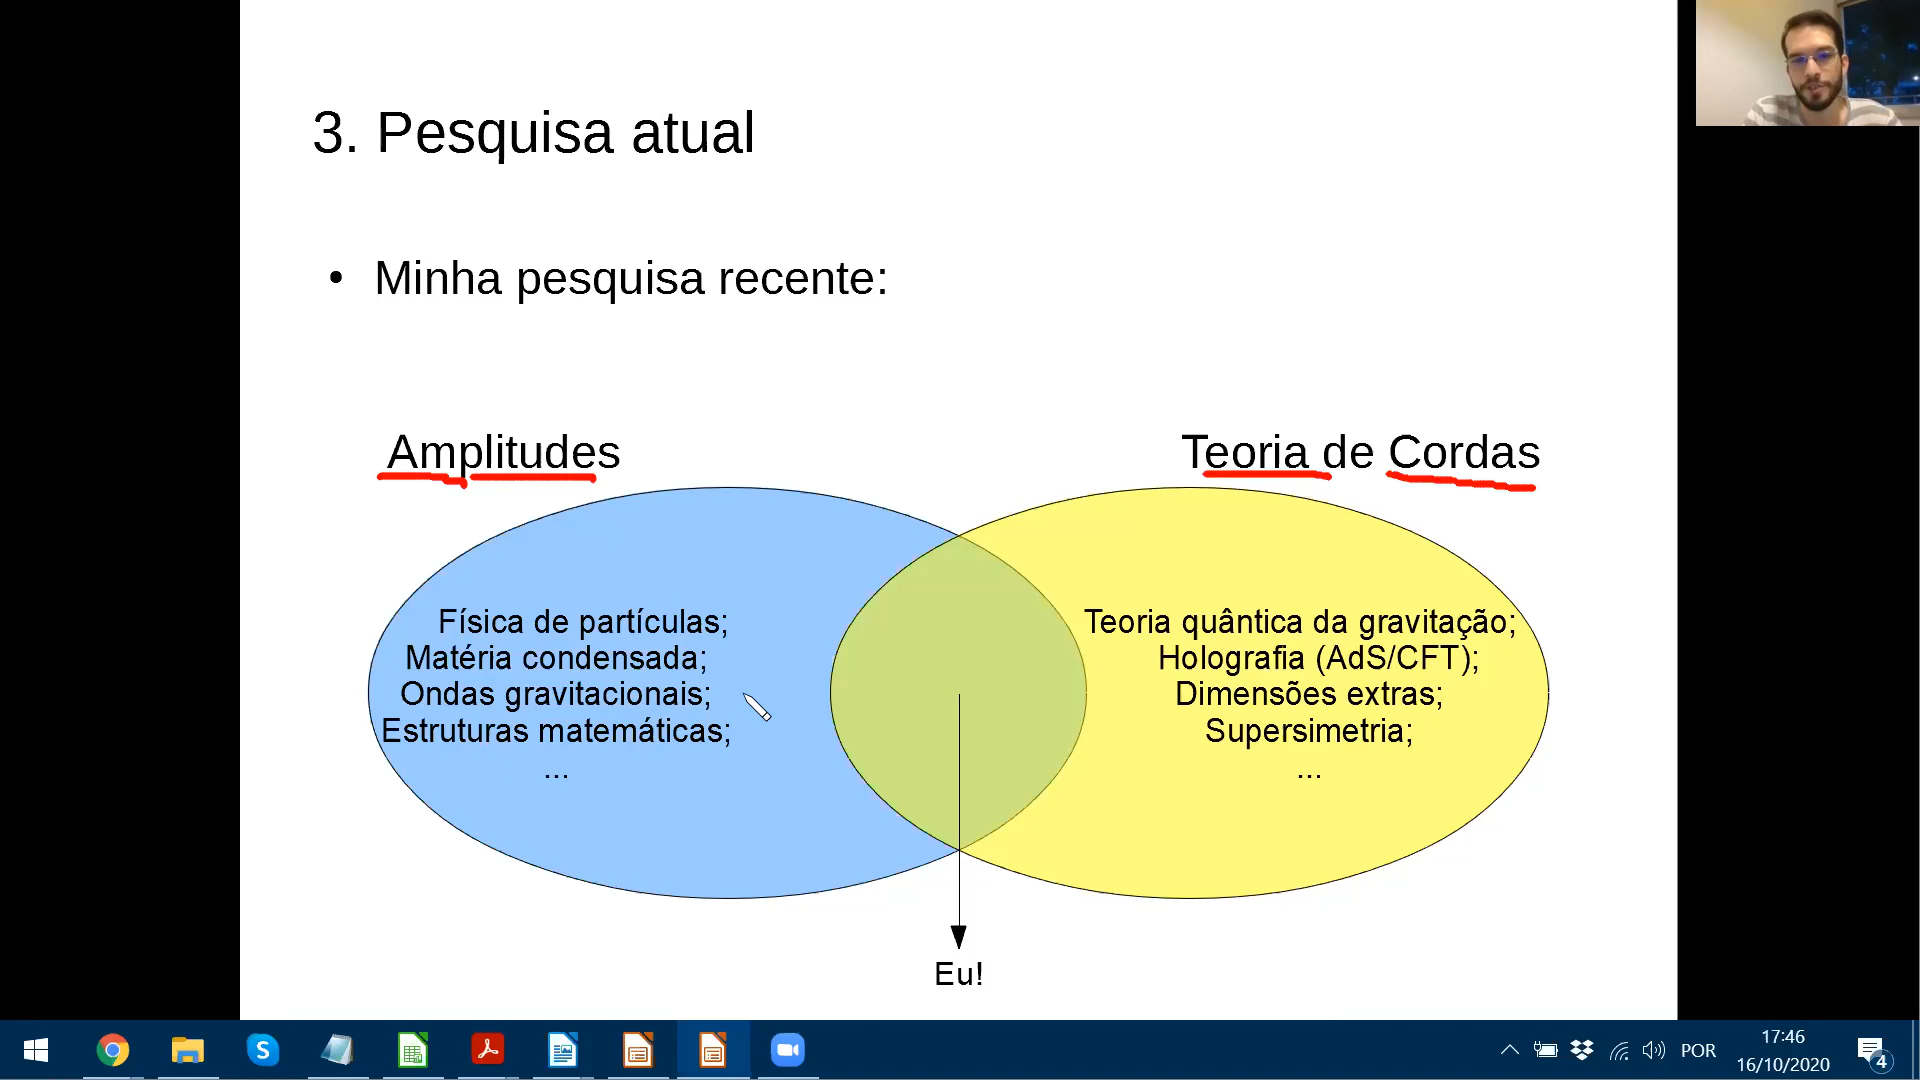 3. Pesquisa atual
• Minha pesquisa recente:
Amplitudes
Teoria de Cordas
Física de partículas;
Matéria condensada;
Ondas gravitacionais;
Estruturas matemáticas;
...
Teoria quântica da gravitação;
Holografia (AdS/CFT);
Dimensões extras;
Supersimetria;
...
Eu!
S
POR
17:46
16/10/2020
4